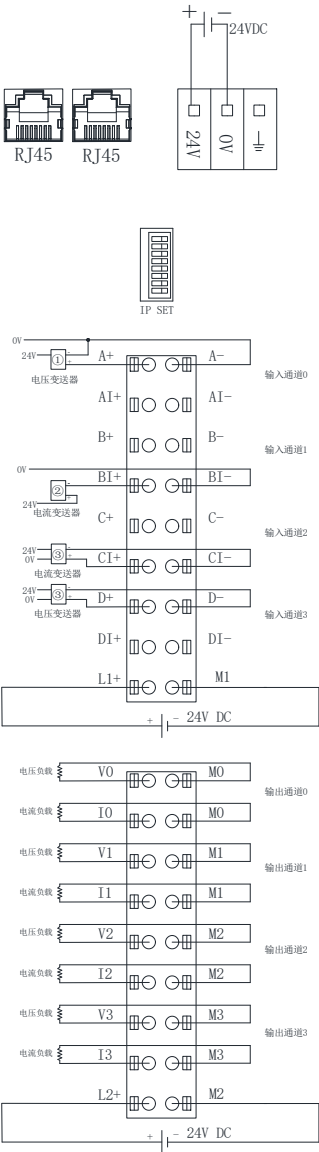 + −
24VDC
RJ45 RJ45
24V 0V
IP SET
0V
24V ① - +
A+ A-
电压变送器
输入通道0
AI+ AI-
B+ B-
输入通道1
0V
BI+ BI-
② - +
24V
电流变送器
C+ C-
输入通道2
24V
0V
③ - +
CI+ CI-
电流变送器
24V
0V
③ - +
D+ D-
电压变送器
输入通道3
DI+ DI-
L1+ M1
+ − 24V DC
电压负载 V0 M0
输出通道0
电流负载 I0 M0
电压负载 V1 M1
输出通道1
电流负载 I1 M1
电压负载 V2 M2
输出通道2
电流负载 I2 M2
电压负载 V3 M3
输出通道3
电流负载 I3 M3
L2+ M2
+ − 24V DC